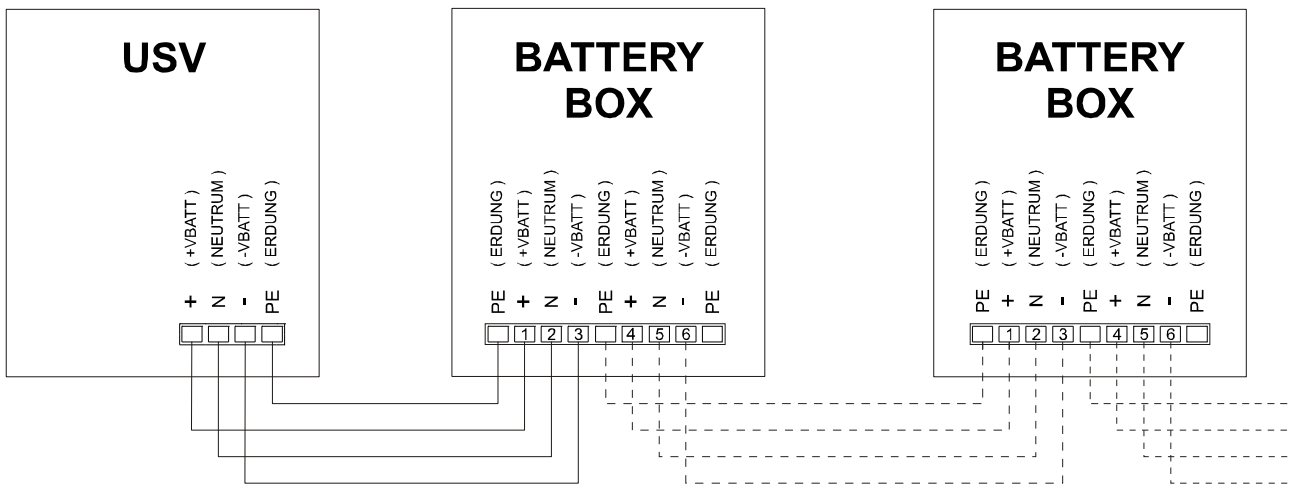 USV
BATTERY
BOX
BATTERY
BOX
( +VBATT )
( NEUTRUM )
( -VBATT )
( ERDUNG )
+
N
-
PE
( ERDUNG )
( +VBATT )
( NEUTRUM)
( -VBATT )
( ERDUNG)
( +VBATT )
( NEUTRUM)
( -VBATT )
( ERDUNG )
PE
+
N
-
PE
+
N
-
PE
1
2
3
4
5
6
( ERDUNG )
( +VBATT )
( NEUTRUM)
( -VBATT )
( ERDUNG)
( +VBATT )
( NEUTRUM)
( -VBATT )
( ERDUNG )
PE
+
N
-
PE
+
N
-
PE
1
2
3
4
5
6